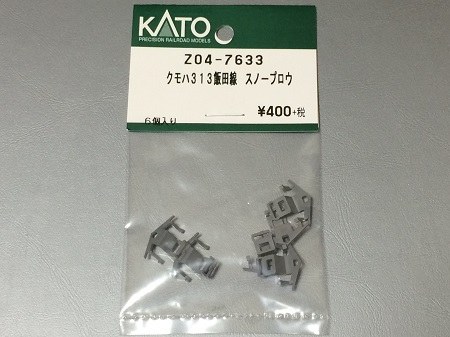 KATO
PRECISION RAILROAD MODELS
Z04-7633
クモハ313飯田線 スノープロウ
¥400+税
6個入り